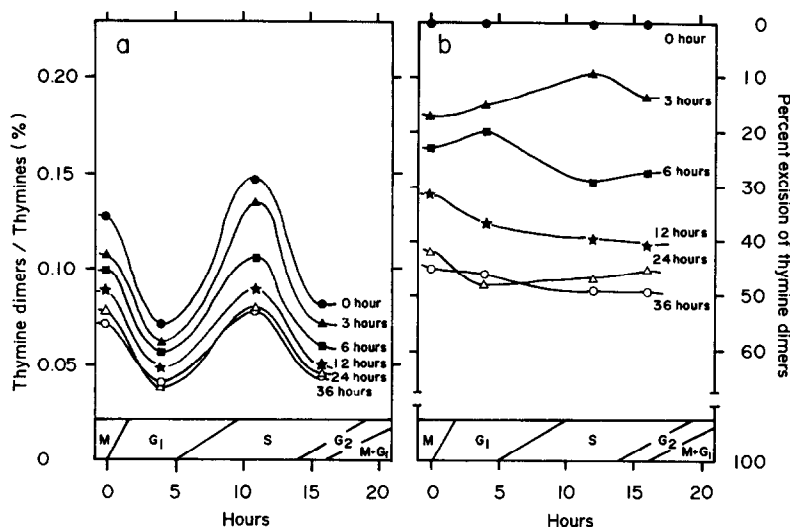 a
Thymine dimers / Thymines (%)
0.20
0.15
0.10
0.05
0
0 hour
3 hours
6 hours
12 hours
24 hours
36 hours
M
G1
S
G2
M+G1
0
5
10
15
20
Hours
b
0 hour
3 hours
6 hours
12 hours
24 hours
36 hours
M
G1
S
G2
M+G1
0
10
20
30
40
50
60
100
Percent excision of thymine dimers
0
5
10
15
20
Hours